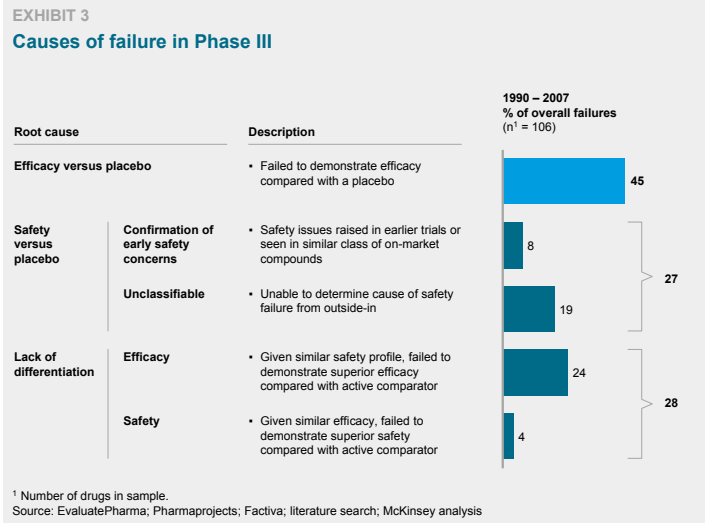 EXHIBIT 3
Causes of failure in Phase III
1990 – 2007
% of overall failures
(n¹ = 106)
Root cause
Description
Efficacy versus placebo
▪ Failed to demonstrate efficacy
compared with a placebo
45
Safety
versus
placebo
Confirmation of
early safety
concerns
▪ Safety issues raised in earlier trials or
seen in similar class of on-market
compounds
8
Unclassifiable
▪ Unable to determine cause of safety
failure from outside-in
19
27
Lack of
differentiation
Efficacy
▪ Given similar safety profile, failed to
demonstrate superior efficacy
compared with active comparator
24
Safety
▪ Given similar efficacy, failed to
demonstrate superior safety
compared with active comparator
4
28
¹ Number of drugs in sample.
Source: EvaluatePharma; Pharmaprojects; Factiva; literature search; McKinsey analysis